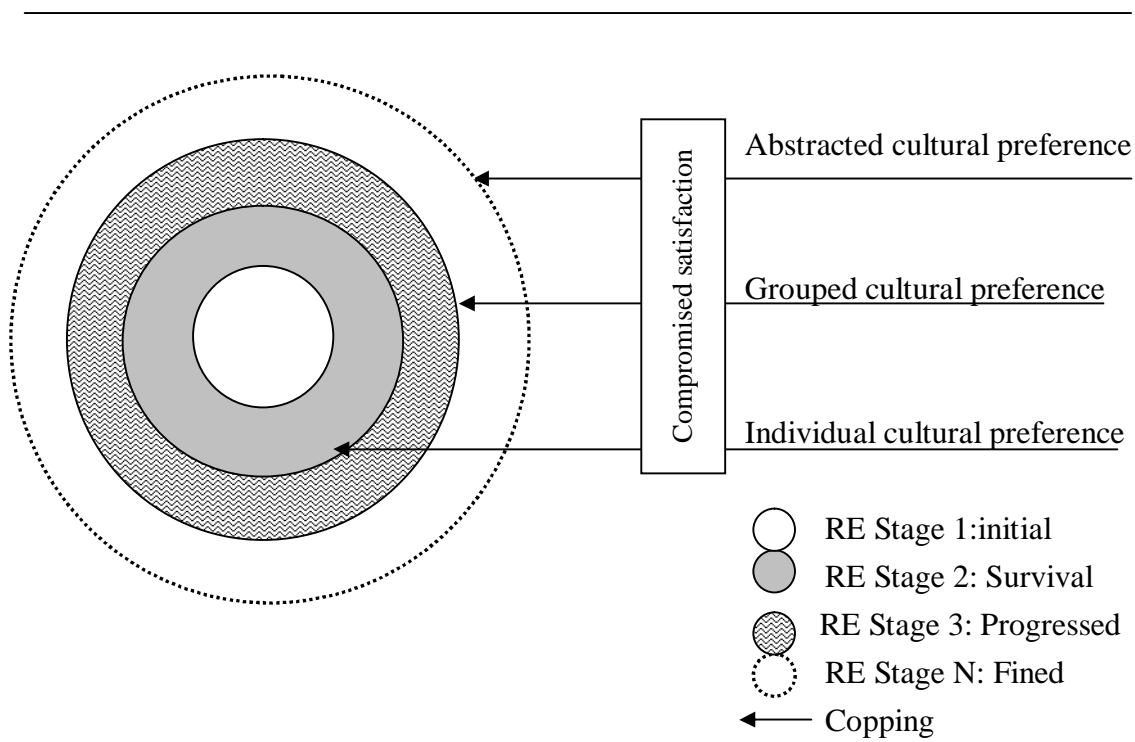 Abstracted cultural preference
Compromised satisfaction
Grouped cultural preference
Individual cultural preference
RE Stage 1:initial
RE Stage 2: Survival
RE Stage 3: Progressed
RE Stage N: Fined
Copping